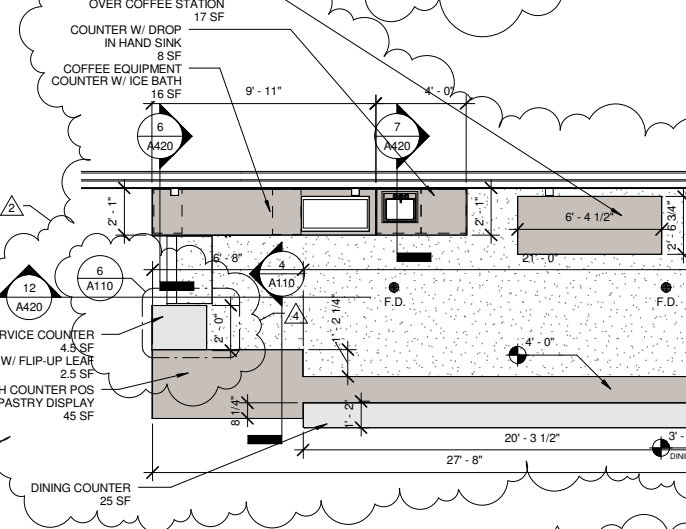 OVER COFFEE STATION
17 SF
COUNTER W/ DROP
IN HAND SINK
8 SF
COFFEE EQUIPMENT
COUNTER W/ ICE BATH
16 SF
9' - 11"
4' - 0"
6
A420
7
A420
2
2' - 1"
2' - 1"
6' - 4 1/2"
2' - 6 3/4"
6' - 8"
21' - 0"
12
A420
6
A110
4
A110
F.D.
F.D.
4
RVICE COUNTER
4.5 SF
W/ FLIP-UP LEAF
2.5 SF
2' - 0"
1' - 2 1/4"
4' - 0"
H COUNTER POS
PASTRY DISPLAY
45 SF
8 1/4"
1' - 2"
20' - 3 1/2"
3' -
DINI
27' - 8"
DINING COUNTER
25 SF